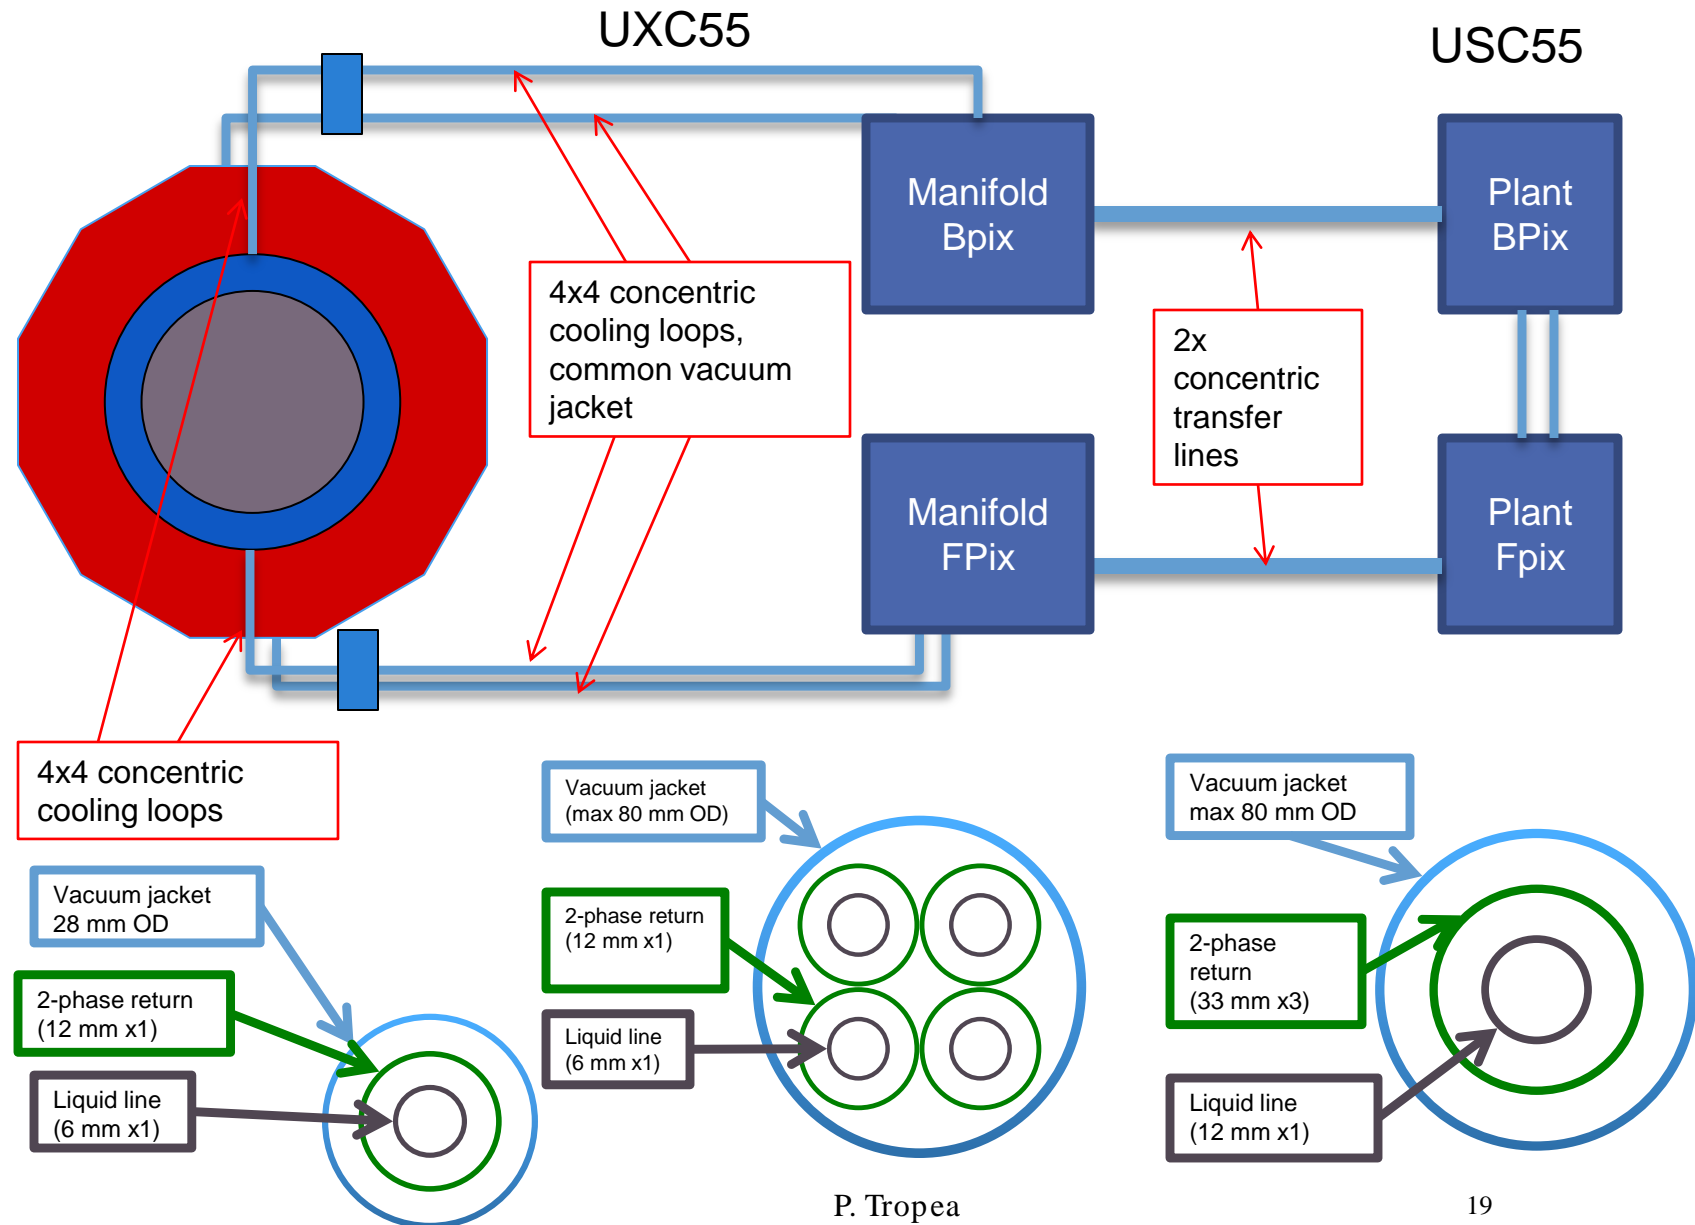 UXC55
USC55
Manifold
Bpix
Plant
BPix
4x4 concentric
cooling loops,
common vacuum
jacket
2x
concentric
transfer
lines
Manifold
FPix
Plant
Fpix
4x4 concentric
cooling loops
Vacuum jacket
28 mm OD
2-phase return
(12 mm x1)
Liquid line
(6 mm x1)
Vacuum jacket
(max 80 mm OD)
2-phase return
(12 mm x1)
Liquid line
(6 mm x1)
Vacuum jacket
max 80 mm OD
2-phase
return
(33 mm x3)
Liquid line
(12 mm x1)
P. Tropea
19